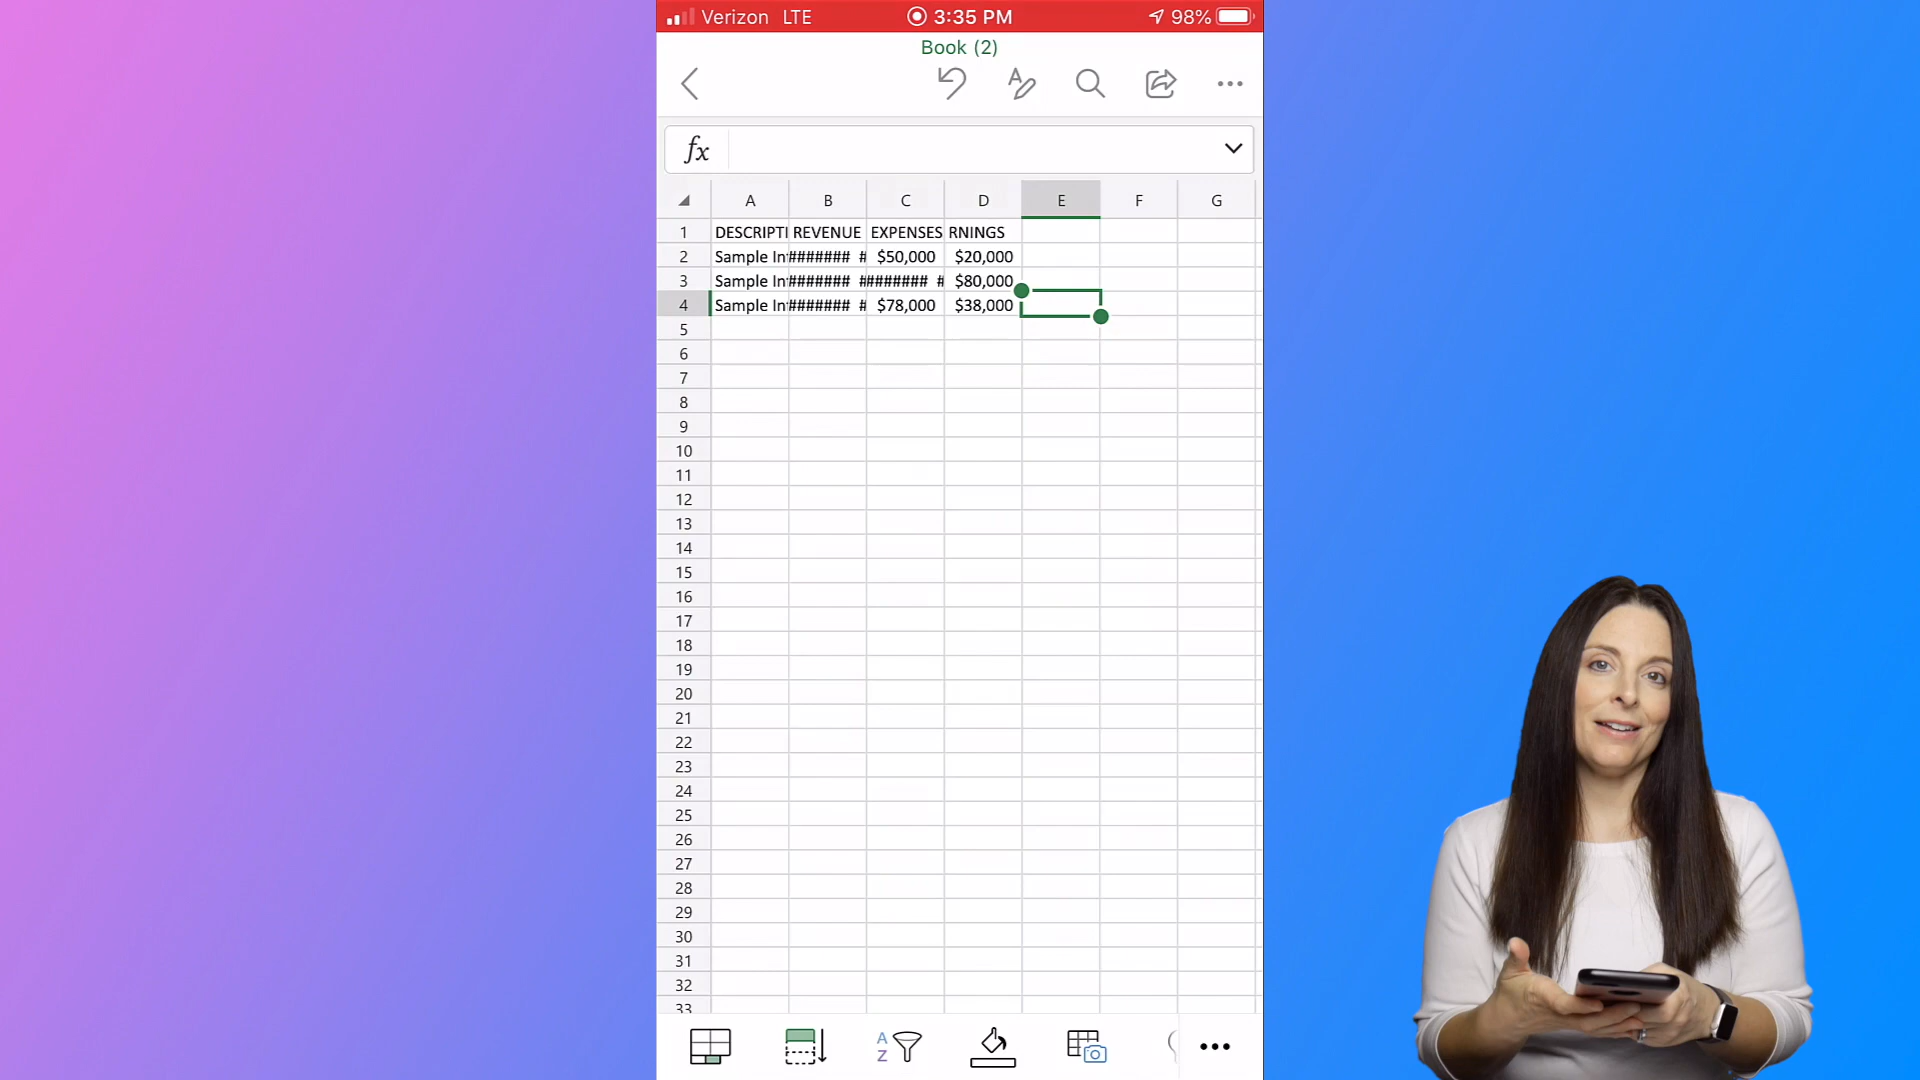 Verizon LTE 3:35 PM 98%
Book (2)
fx
A B C D E F G
1 DESCRIPTI REVENUE EXPENSES RNINGS
2 Sample In ####### # $50,000 $20,000
3 Sample In ####### ######## # $80,000
4 Sample In ####### # $78,000 $38,000
5
6
7
8
9
10
11
12
13
14
15
16
17
18
19
20
21
22
23
24
25
26
27
28
29
30
31
32
33
A
Z